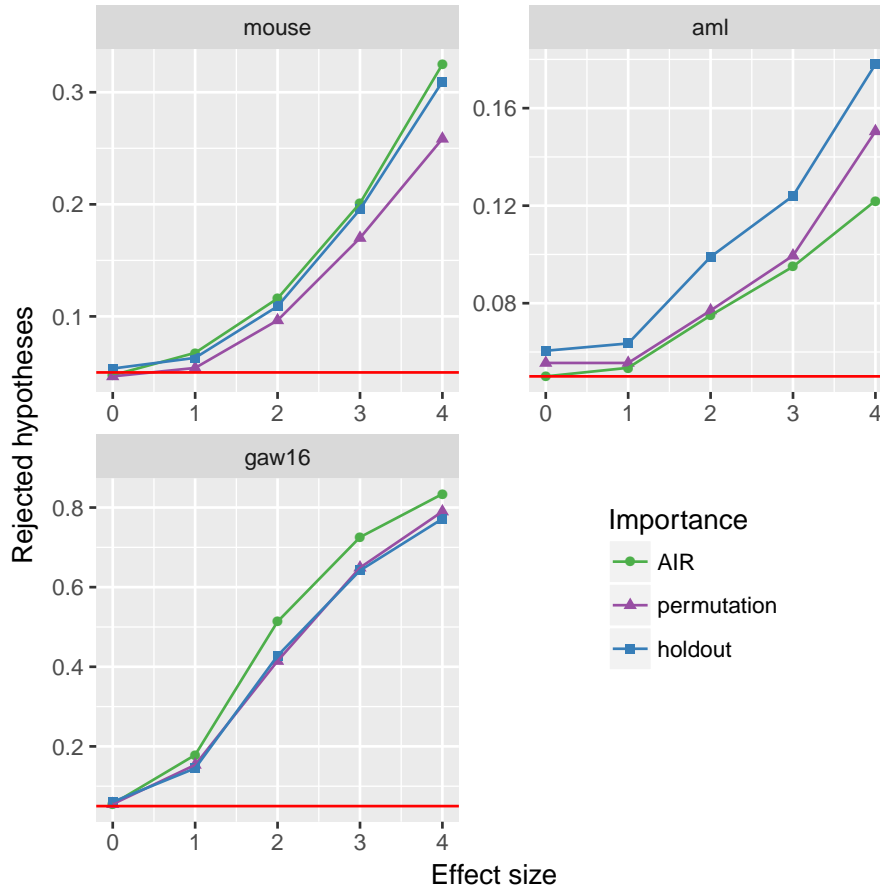 mouse
aml
0.3
0.2
0.1
0.16
0.12
0.08
0 1 2 3 4
0 1 2 3 4
gaw16
Rejected hypotheses
0.8
0.6
0.4
0.2
0 1 2 3 4
Importance
AIR
permutation
holdout
Effect size